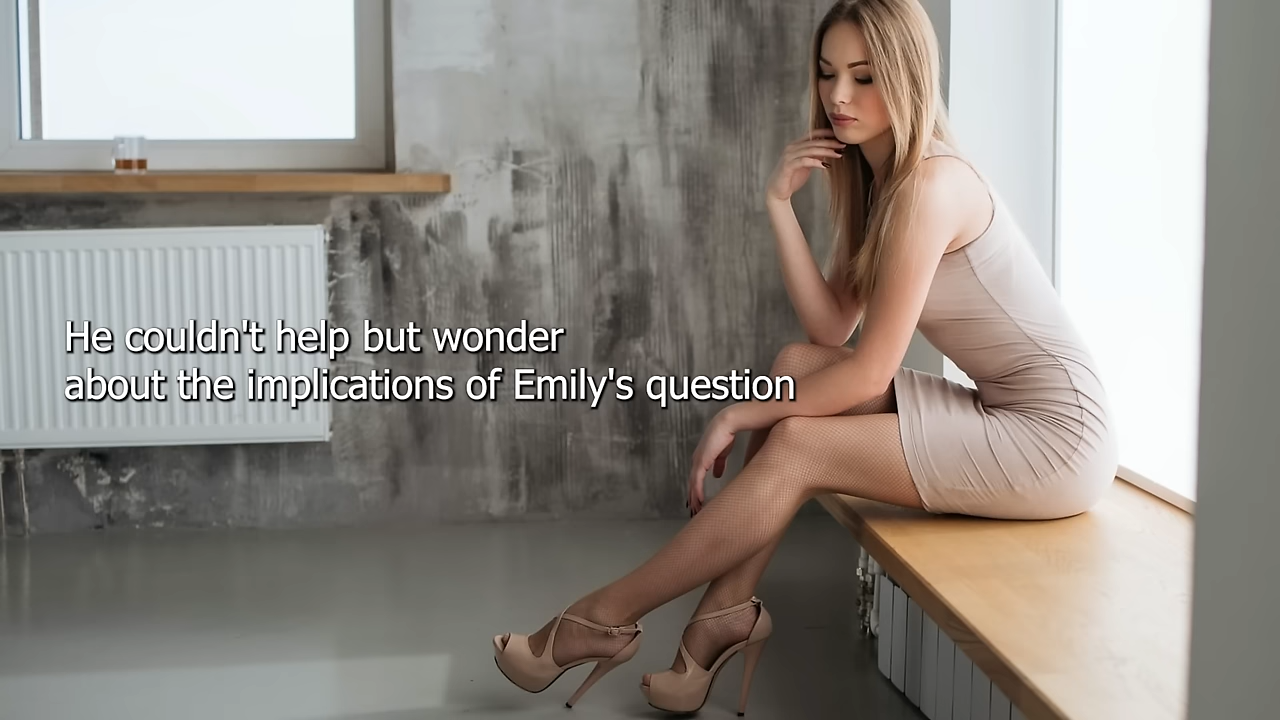 He couldn't help but wonder
about the implications of Emily's question